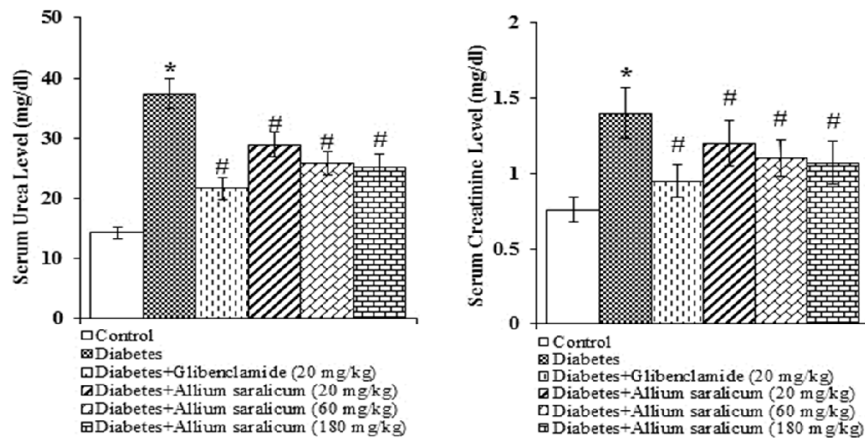 Serum Urea Level (mg/dl)
50
40
30
20
10
0
*
#
#
#
#
Control
Diabetes
Diabetes+Glibenclamide (20 mg/kg)
Diabetes+Allium saralicum (20 mg/kg)
Diabetes+Allium saralicum (60 mg/kg)
Diabetes+Allium saralicum (180 mg/kg)
Serum Creatinine Level (mg/dl)
2
1.5
1
0.5
0
*
#
#
#
#
Control
Diabetes
Diabetes+Glibenclamide (20 mg/kg)
Diabetes+Allium saralicum (20 mg/kg)
Diabetes+Allium saralicum (60 mg/kg)
Diabetes+Allium saralicum (180 mg/kg)